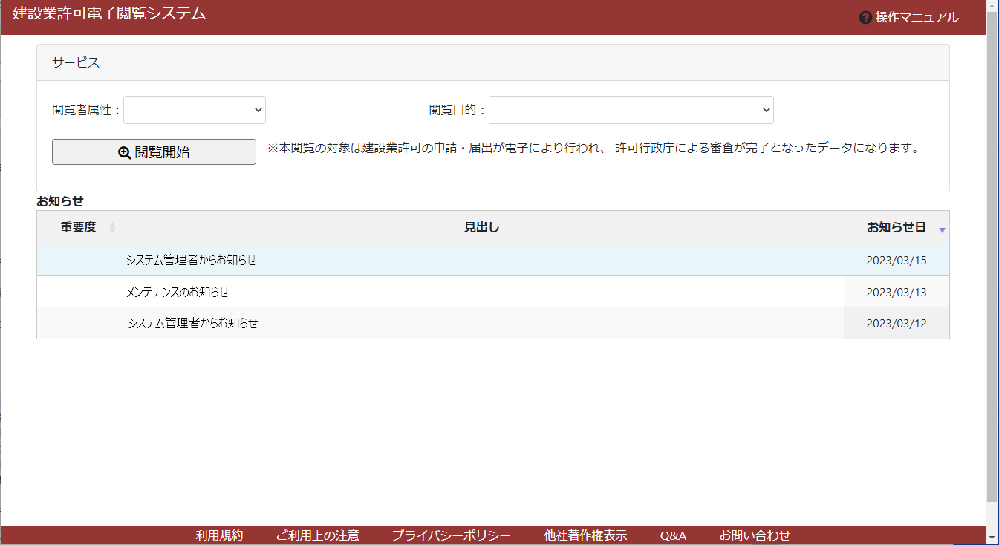 建設業許可電子閲覧システム
操作マニュアル
サービス
閲覧者属性：
閲覧目的：
閲覧開始
※本閲覧の対象は建設業許可の申請・届出が電子により行われ、 許可行政庁による審査が完了となったデータになります。
お知らせ
重要度 見出し お知らせ日
システム管理者からお知らせ 2023/03/15
メンテナンスのお知らせ 2023/03/13
システム管理者からお知らせ 2023/03/12
利用規約 ご利用上の注意 プライバシーポリシー 他社著作権表示 Q&A お問い合わせ